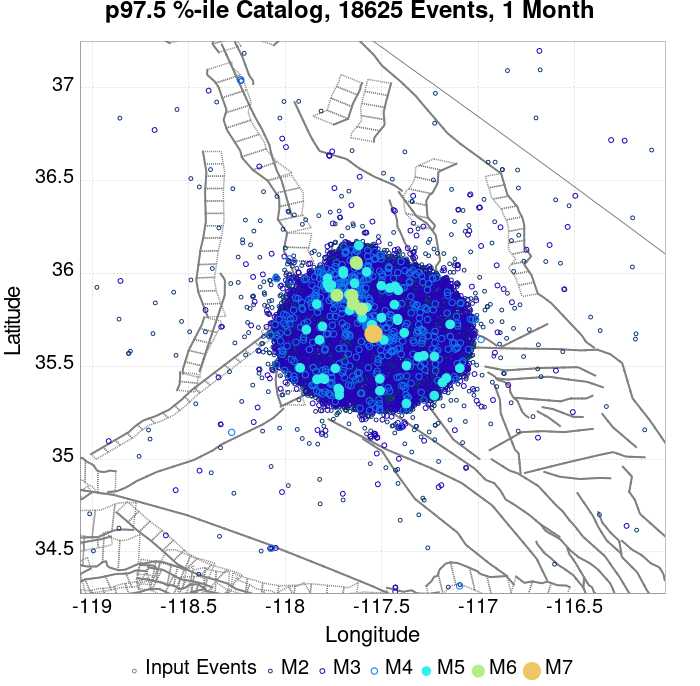 p97.5 %-ile Catalog, 18625 Events, 1 Month
37
36.5
36
35.5
35
34.5
Latitude
-119 -118.5 -118 -117.5 -117 -116.5
Longitude
Input Events M2 M3 M4 M5 M6 M7